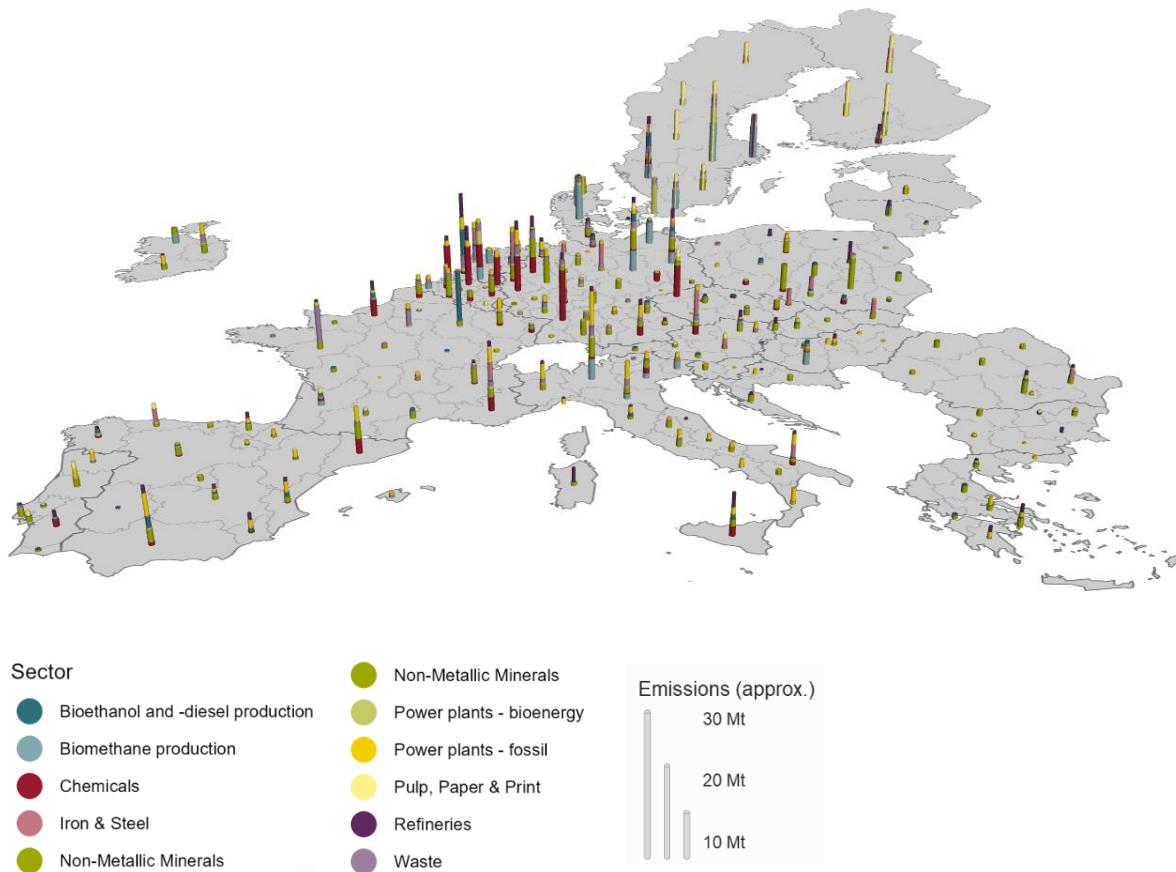 Sector
Bioethanol and -diesel production
Biomethane production
Chemicals
Iron & Steel
Non-Metallic Minerals
Non-Metallic Minerals
Power plants - bioenergy
Power plants - fossil
Pulp, Paper & Print
Refineries
Waste
Emissions (approx.)
30 Mt
20 Mt
10 Mt